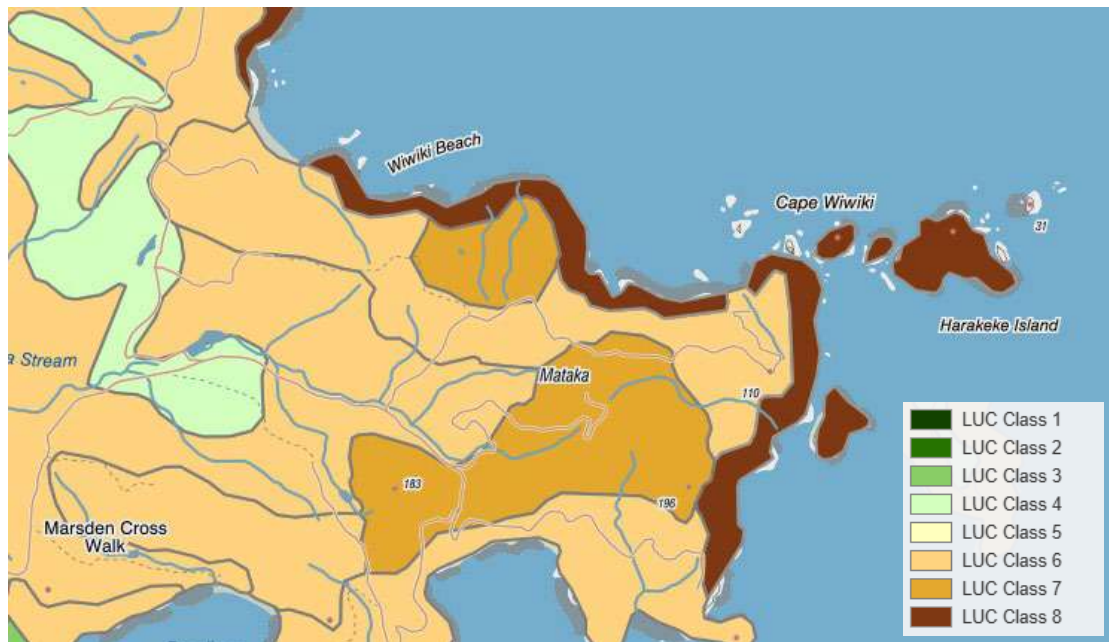 Wiwiki Beach
Cape Wiwiki
31
Harakeke Island
a Stream
Mataka
110
183
196
Marsden Cross
Walk
LUC Class 1
LUC Class 2
LUC Class 3
LUC Class 4
LUC Class 5
LUC Class 6
LUC Class 7
LUC Class 8